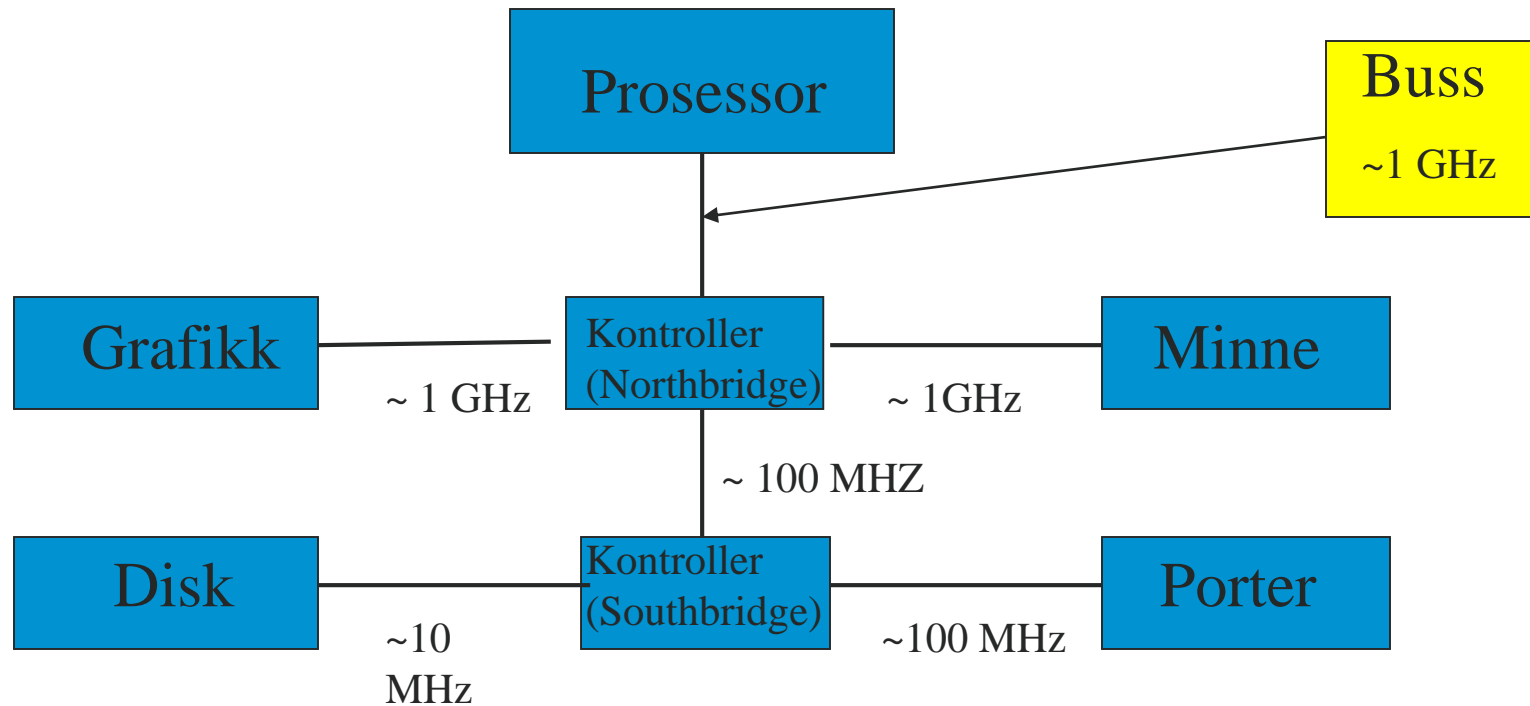 Prosessor
Buss
~1 GHz
Grafikk
~ 1 GHz
Kontroller
(Northbridge)
~ 1GHz
Minne
~ 100 MHZ
Disk
~10
MHz
Kontroller
(Southbridge)
~100 MHz
Porter